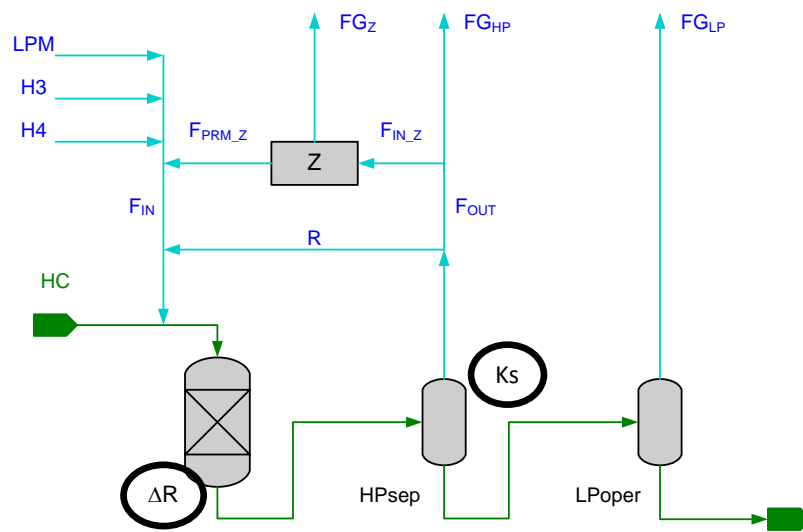 FG_Z
FG_HP
FG_LP
LPM
H3
H4
F_PRM_Z
F_IN_Z
Z
F_IN
F_OUT
R
HC
Ks
ΔR
HPsep
LPoper